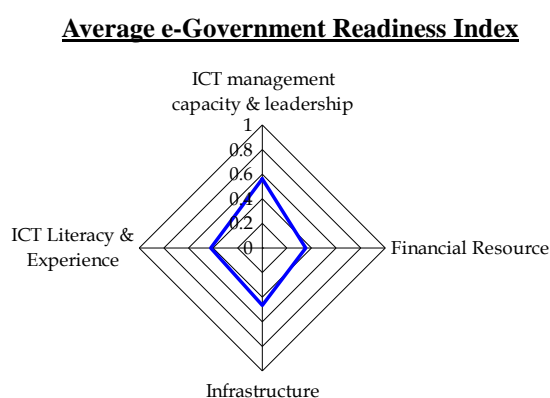 Average e-Government Readiness Index
ICT management
capacity & leadership
1
0.8
0.6
0.4
0.2
0
ICT Literacy &
Experience
Financial Resource
Infrastructure